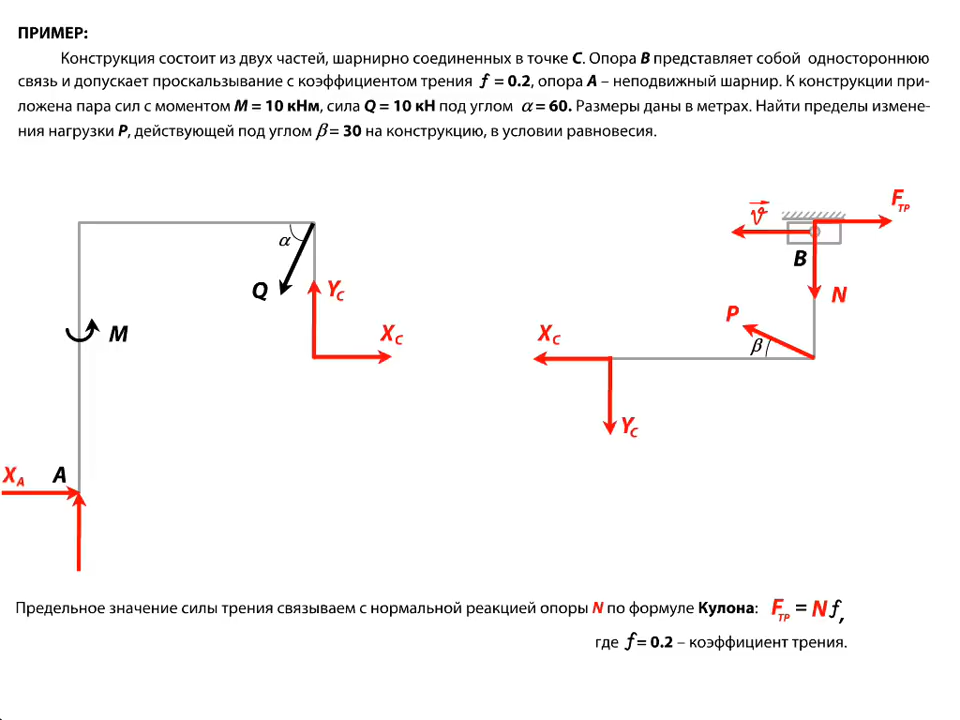 ПРИМЕР:
Конструкция состоит из двух частей, шарнирно соединенных в точке C. Опора B представляет собой одностороннюю
связь и допускает проскальзывание с коэффициентом трения f = 0.2, опора A – неподвижный шарнир. К конструкции при-
ложена пара сил с моментом M = 10 кНм, сила Q = 10 кН под углом α = 60. Размеры даны в метрах. Найти пределы измене-
ния нагрузки P, действующей под углом β = 30 на конструкцию, в условии равновесия.
F_ТР
v
B
α
Q
Y_C
N
P
M
X_C
X_C
β
Y_C
X_A
A
Предельное значение силы трения связываем с нормальной реакцией опоры N по формуле Кулона: F_ТР = N f,
где f = 0.2 – коэффициент трения.